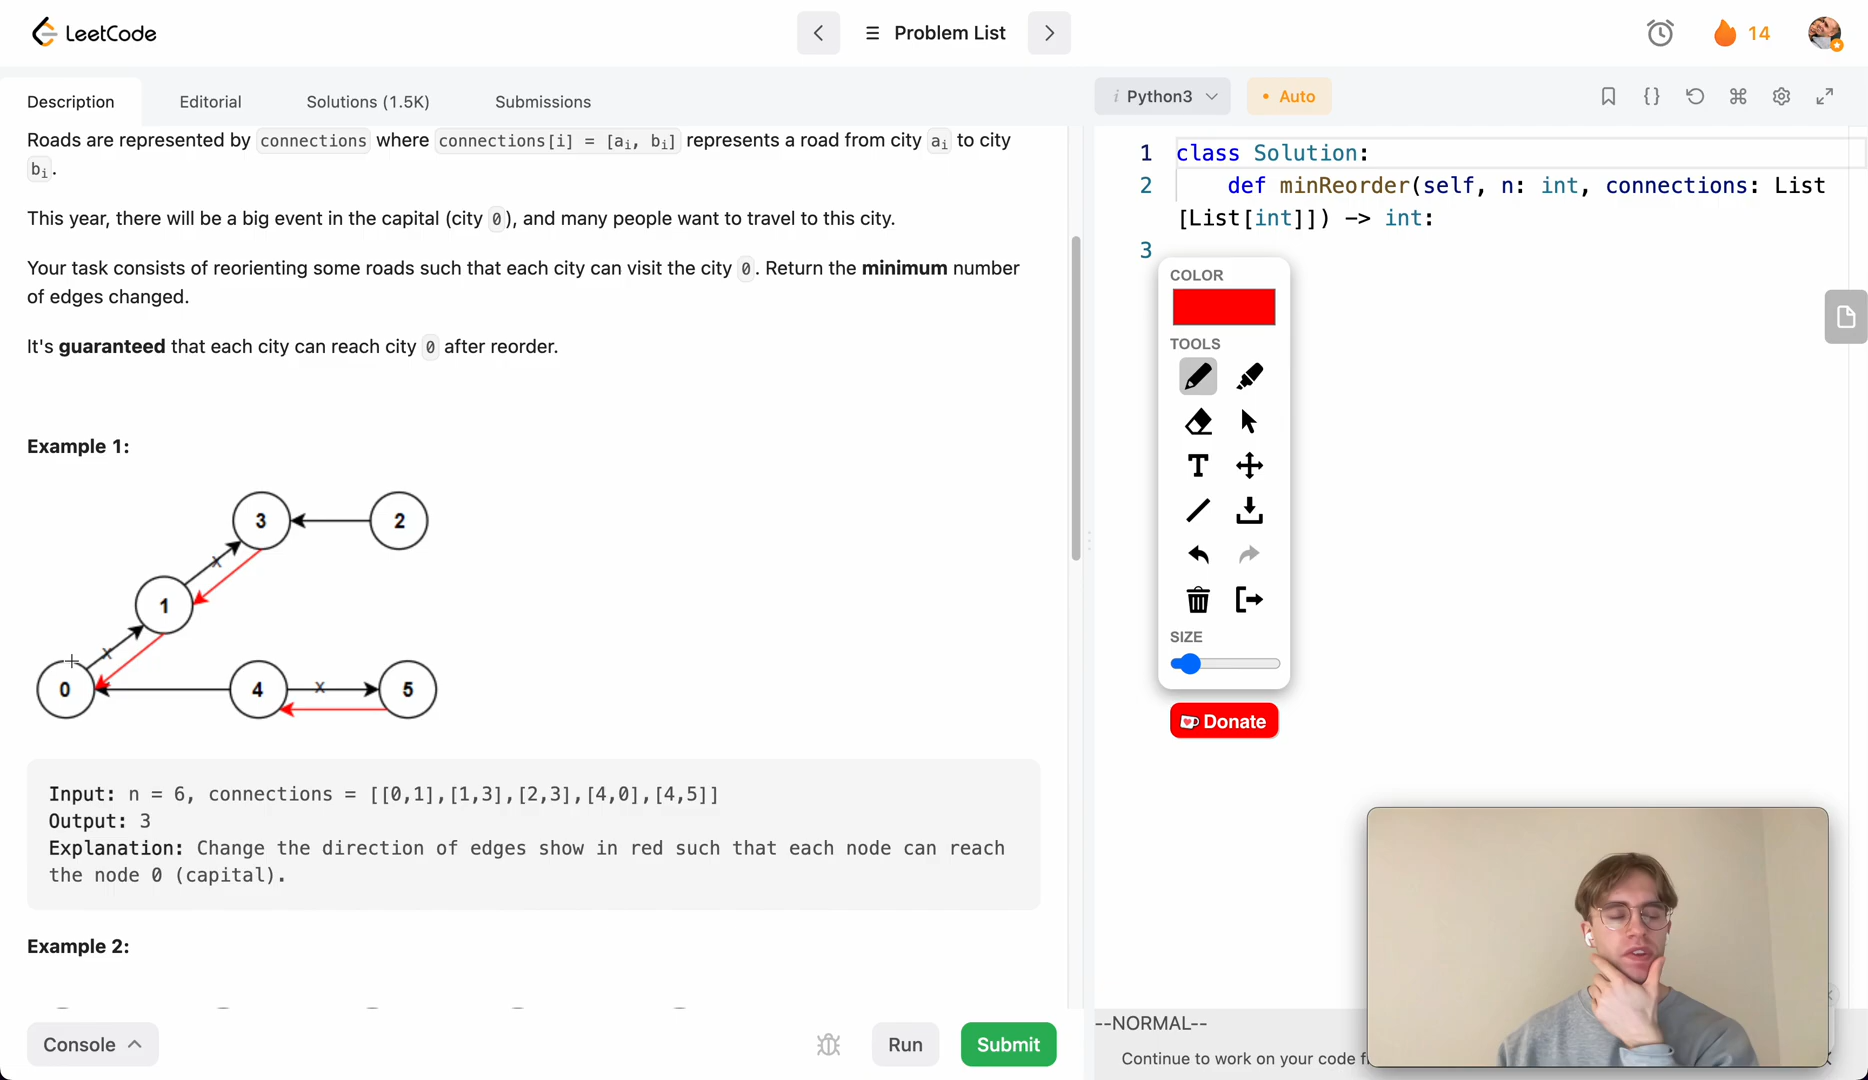 LeetCode
Problem List
14
Description
Editorial
Solutions (1.5K)
Submissions
Roads are represented by connections where connections[i] = [ai, bi] represents a road from city ai to city
bi.
This year, there will be a big event in the capital (city 0), and many people want to travel to this city.
Your task consists of reorienting some roads such that each city can visit the city 0. Return the minimum number
of edges changed.
It's guaranteed that each city can reach city 0 after reorder.
Example 1:
3
2
x
1
x
0
4
x
5
Input: n = 6, connections = [[0,1],[1,3],[2,3],[4,0],[4,5]]
Output: 3
Explanation: Change the direction of edges show in red such that each node can reach
the node 0 (capital).
Example 2:
Console
Run
Submit
i Python3
• Auto
{}
1 class Solution:
2 def minReorder(self, n: int, connections: List
[List[int]]) -> int:
3
COLOR
TOOLS
T
SIZE
Donate
--NORMAL--
Continue to work on your code